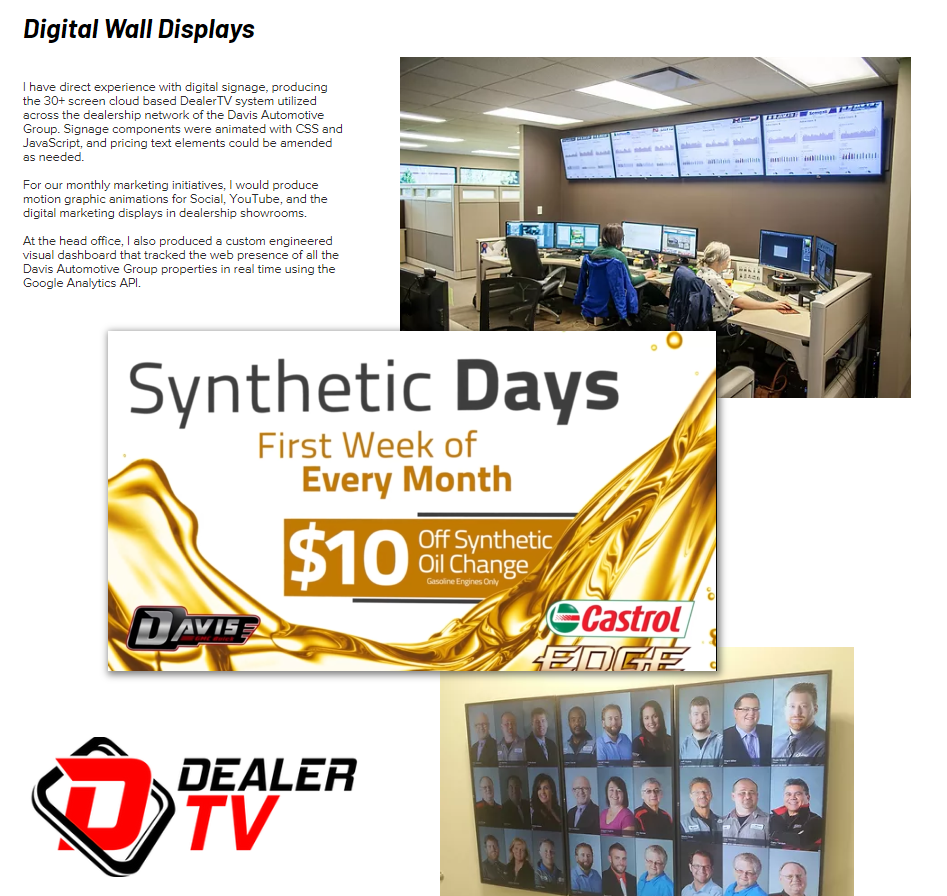 Digital Wall Displays
I have direct experience with digital signage, producing
the 30+ screen cloud based DealerTV system utilized
across the dealership network of the Davis Automotive
Group. Signage components were animated with CSS and
JavaScript, and pricing text elements could be amended
as needed.
For our monthly marketing initiatives, I would produce
motion graphic animations for Social, YouTube, and the
digital marketing displays in dealership showrooms.
At the head office, I also produced a custom engineered
visual dashboard that tracked the web presence of all the
Davis Automotive Group properties in real time using the
Google Analytics API.
Synthetic Days
First Week of
Every Month
$10 Off Synthetic
Oil Change
Gasoline Engines Only
DAVIS
Castrol
EDGE
DEALER
TV